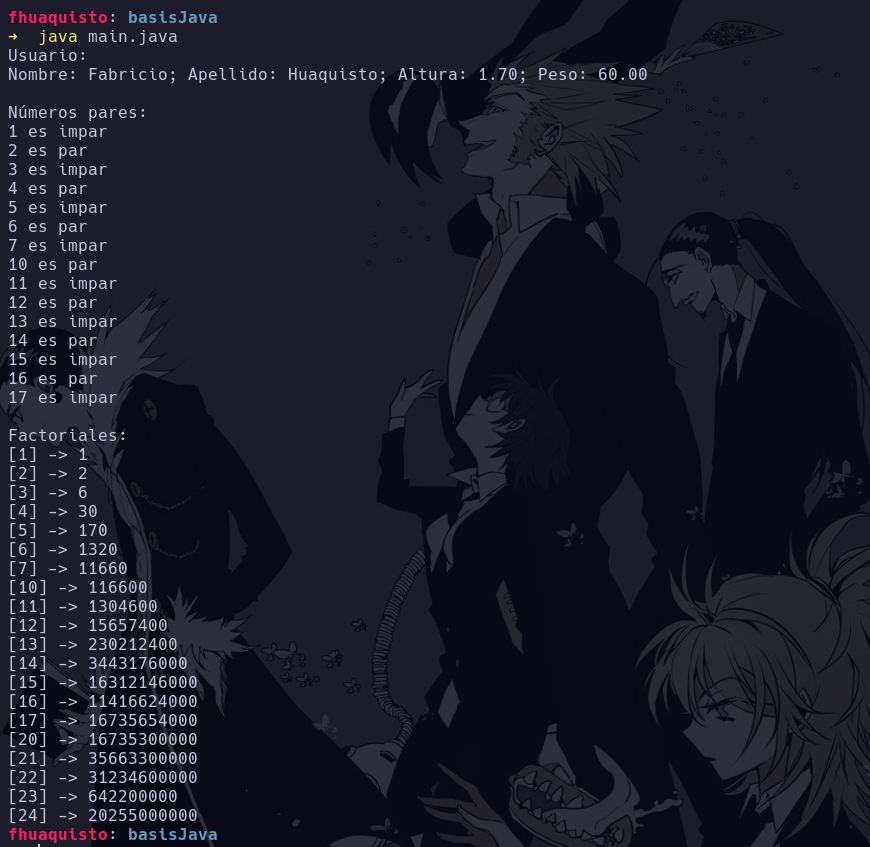 fhuaquisto: basisJava
➜ java main.java
Usuario:
Nombre: Fabricio; Apellido: Huaquisto; Altura: 1.70; Peso: 60.00
Números pares:
1 es impar
2 es par
3 es impar
4 es par
5 es impar
6 es par
7 es impar
10 es par
11 es impar
12 es par
13 es impar
14 es par
15 es impar
16 es par
17 es impar
Factoriales:
[1] -> 1
[2] -> 2
[3] -> 6
[4] -> 30
[5] -> 170
[6] -> 1320
[7] -> 11660
[10] -> 116600
[11] -> 1304600
[12] -> 15657400
[13] -> 230212400
[14] -> 3443176000
[15] -> 16312146000
[16] -> 11416624000
[17] -> 16735654000
[20] -> 16735300000
[21] -> 35663300000
[22] -> 31234600000
[23] -> 642200000
[24] -> 20255000000
fhuaquisto: basisJava